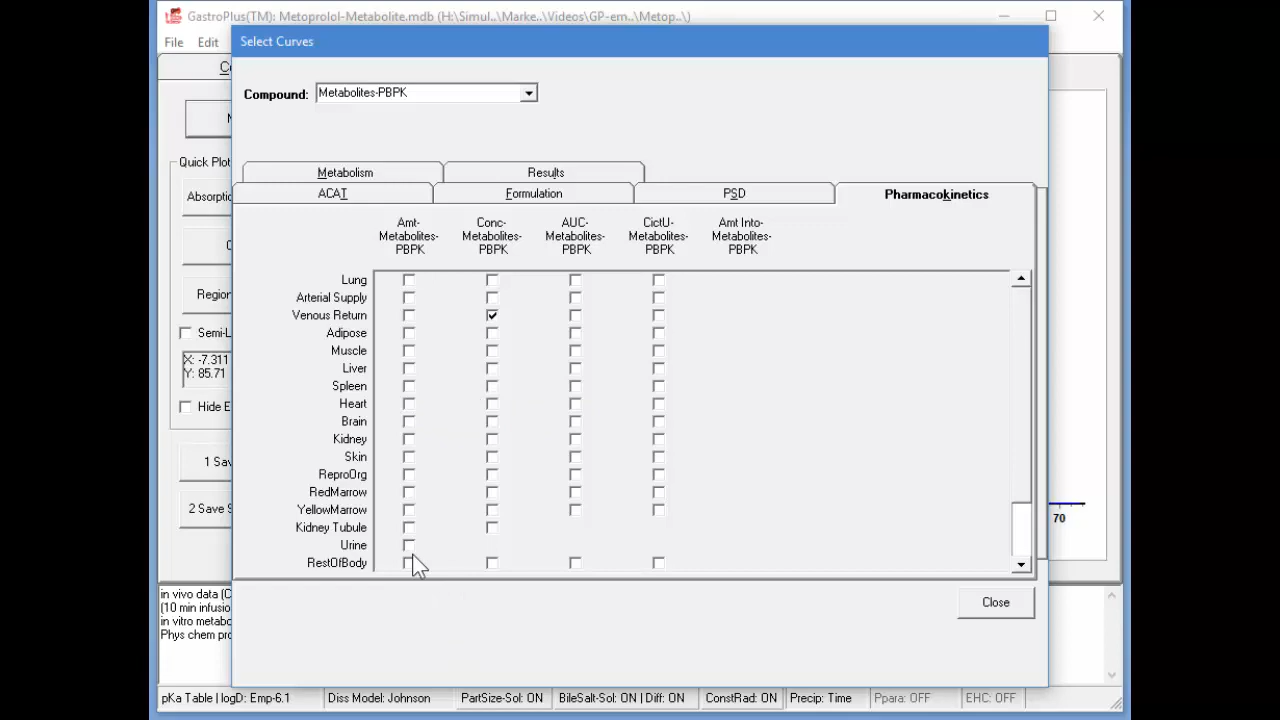 GastroPlus(TM): Metoprolol-Metabolite.mdb (H:\Simul..\Marke..\Videos\GP-em..\Metop..\)
File Edit
Select Curves
Compound: Metabolites-PBPK
Quick Plot
Absorption
Region
Semi-L
X: -7.311
Y: 85.71
Hide E
1 Sav
2 Save S
Metabolism Results
ACAT Formulation PSD Pharmacokinetics
Amt-Metabolites-PBPK
Conc-Metabolites-PBPK
AUC-Metabolites-PBPK
CictU-Metabolites-PBPK
Amt Into-Metabolites-PBPK
Lung
Arterial Supply
Venous Return
Adipose
Muscle
Liver
Spleen
Heart
Brain
Kidney
Skin
ReproOrg
RedMarrow
YellowMarrow
Kidney Tubule
Urine
RestOfBody
70
Close
in vivo data (C
(10 min infusio
in vitro metabo
Phys chem pro
pKa Table | logD: Emp-6.1 Diss Model: Johnson PartSize-Sol: ON BileSalt-Sol: ON | Diff: ON ConstRad: ON Precip: Time Ppara: OFF EHC: OFF